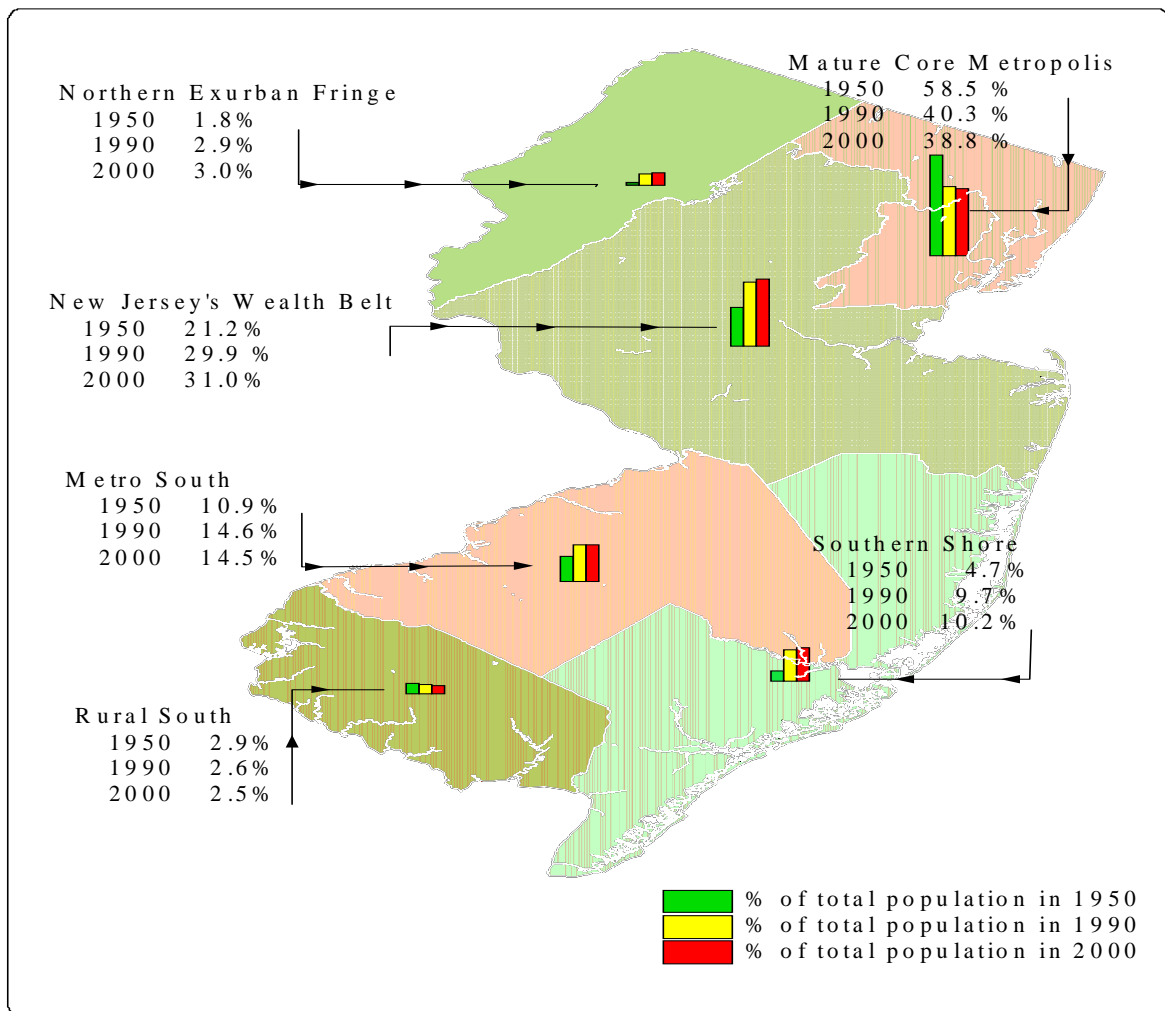 Northern Exurban Fringe
1950 1.8%
1990 2.9%
2000 3.0%
Mature Core Metropolis
1950 58.5 %
1990 40.3 %
2000 38.8 %
New Jersey's Wealth Belt
1950 21.2%
1990 29.9 %
2000 31.0%
Metro South
1950 10.9%
1990 14.6%
2000 14.5%
Southern Shore
1950 4.7%
1990 9.7%
2000 10.2%
Rural South
1950 2.9%
1990 2.6%
2000 2.5%
% of total population in 1950
% of total population in 1990
% of total population in 2000